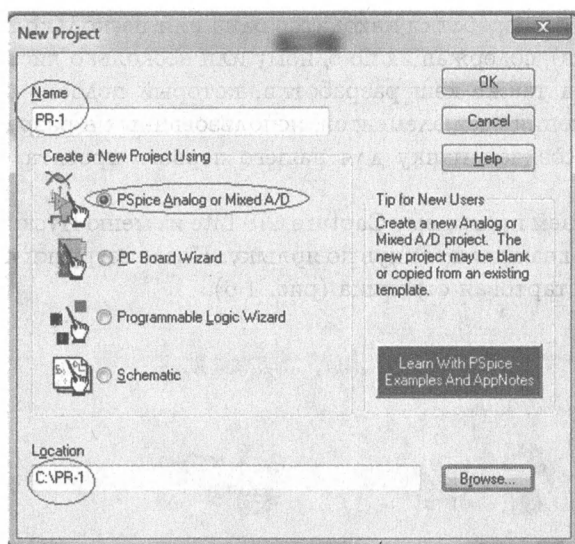 New Project
Name
PR-1
Create a New Project Using
PSpice Analog or Mixed A/D
PC Board Wizard
Programmable Logic Wizard
Schematic
Location
C:\PR-1
OK
Cancel
Help
Tip for New Users
Create a new Analog or
Mixed A/D project. The
new project may be blank
or copied from an existing
template.
Learn With PSpice -
Examples And AppNotes
Browse...